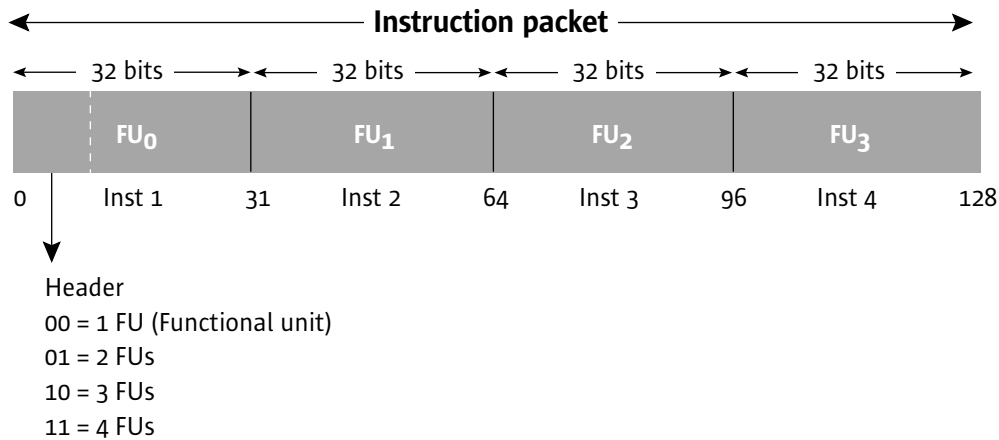 Instruction packet
32 bits 32 bits 32 bits 32 bits
FU0 FU1 FU2 FU3
0 Inst 1 31 Inst 2 64 Inst 3 96 Inst 4 128
Header
00 = 1 FU (Functional unit)
01 = 2 FUs
10 = 3 FUs
11 = 4 FUs